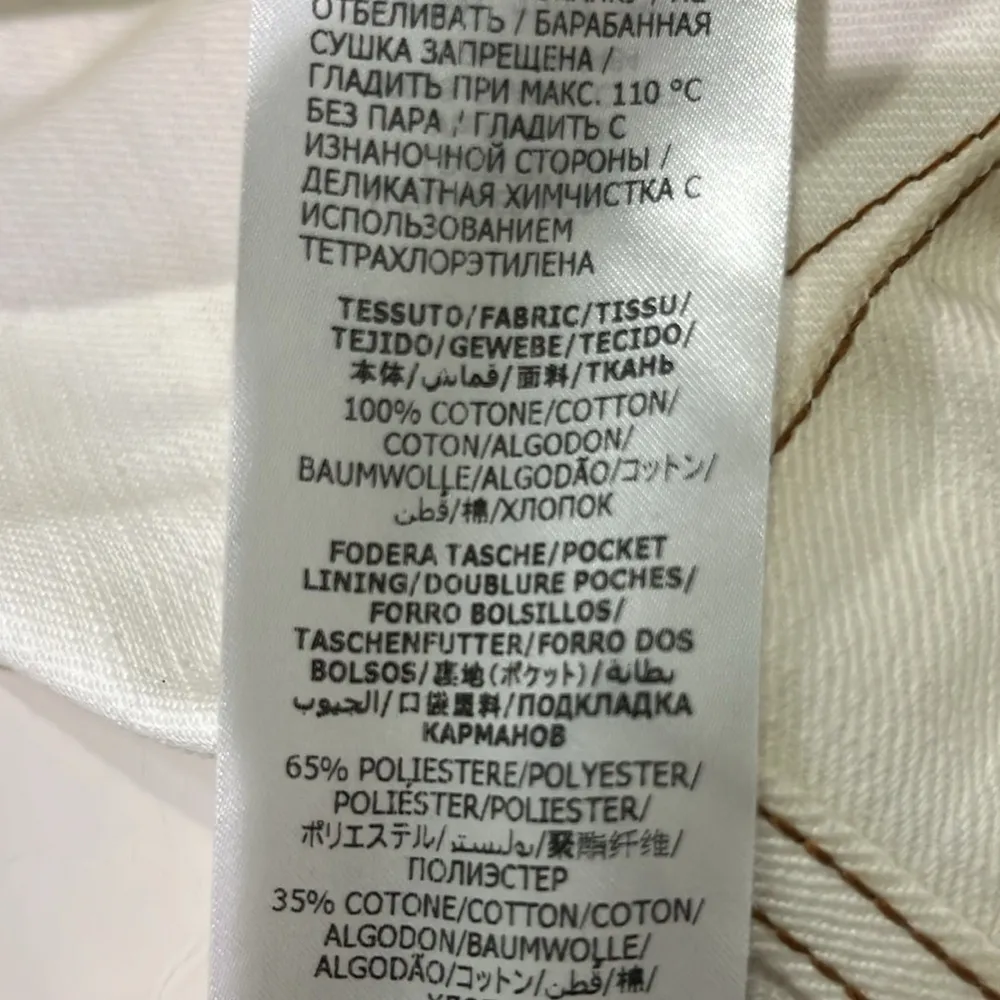 ОТБЕЛИВАТЬ / БАРАБАННАЯ
СУШКА ЗАПРЕЩЕНА /
ГЛАДИТЬ ПРИ МАКС. 110 °C
БЕЗ ПАРА / ГЛАДИТЬ С
ИЗНАНОЧНОЙ СТОРОНЫ /
ДЕЛИКАТНАЯ ХИМЧИСТКА С
ИСПОЛЬЗОВАНИЕМ
ТЕТРАХЛОРЭТИЛЕНА
TESSUTO/FABRIC/TISSU/
TEJIDO/GEWEBE/TECIDO/
本体/قماش/面料/ТКАНЬ
100% COTONE/COTTON/
COTON/ALGODON/
BAUMWOLLE/ALGODÃO/コットン/
قطن/棉/ХЛОПОК
FODERA TASCHE/POCKET
LINING/DOUBLURE POCHES/
FORRO BOLSILLOS/
TASCHENFUTTER/FORRO DOS
BOLSOS/裏地(ポケット)/بطانة
الجيوب/口袋里料/ПОДКЛАДКА
КАРМАНОВ
65% POLIESTERE/POLYESTER/
POLIÉSTER/POLIESTER/
ポリエステル/بوليستر/聚酯纤维/
ПОЛИЭСТЕР
35% COTONE/COTTON/COTON/
ALGODON/BAUMWOLLE/
ALGODÃO/コットン/قطن/棉/